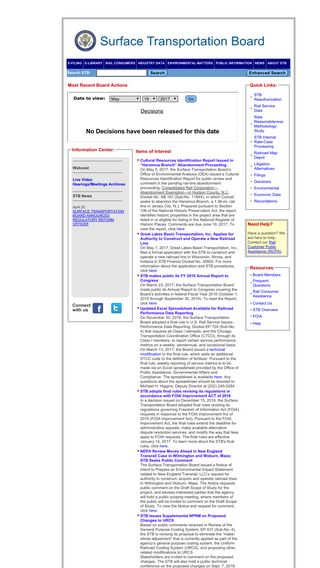 Surface Transportation Board
E-FILING E-LIBRARY RAIL CONSUMERS INDUSTRY DATA ENVIRONMENTAL MATTERS PUBLIC INFORMATION NEWS ABOUT STB
Search STB: Search Enhanced Search
Most Recent Board Actions
Date to view: May 19 2017 Go
Decisions
No Decisions have been released for this date
Information Center:
Webcast
Live Video
Hearings/Meetings Archives
STB News
April 25
SURFACE TRANSPORTATION
BOARD ANNOUNCES
REGULATORY REFORM
OFFICER
Connect
with us
Items of Interest
Cultural Resources Identification Report Issued in
"Harsimus Branch" Abandonment Proceeding
On May 5, 2017, the Surface Transportation Board's
Office of Environmental Analysis (OEA) issued a Cultural
Resources Identification Report for public review and
comment in the pending rail-line abandonment
proceeding, Consolidated Rail Corporation—
Abandonment Exemption—in Hudson County, N.J.,
Docket No. AB 167 (Sub-No. 1189X), in which Conrail
seeks to abandon the Harsimus Branch, a 1.36-mi. rail
line in Jersey City, N.J. Prepared pursuant to Section
106 of the National Historic Preservation Act, the report
identifies historic properties in the project area that are
listed in or eligible for listing in the National Register of
Historic Places. Comments are due June 19, 2017. To
view the report, click here
Great Lakes Basin Transportation, Inc. Applies for
Authority to Construct and Operate a New Railroad
Line
On May 1, 2017, Great Lakes Basin Transportation, Inc.,
filed a formal application with the STB to construct and
operate a new railroad line in Wisconsin, Illinois, and
Indiana in STB Finance Docket No. 35952. For more
information about the application and STB procedures,
click here
STB makes public its FY 2016 Annual Report to
Congress
On March 23, 2017, the Surface Transportation Board
made public its Annual Report to Congress covering the
Board's activities in federal Fiscal Year 2016 (October 1
2015 through September 30, 2016). To read the Report,
click here
Updated Excel Spreadsheet Available for Railroad
Performance Data Reporting
On November 30, 2016, the Surface Transportation Board
adopted a final rule in U.S. Rail Service Issues-
Performance Data Reporting, Docket EP 724 (Sub-No.
4) that requires all Class I railroads, and the Chicago
Transportation Coordination Office (CTCO), through its
Class I members, to report certain service performance
metrics on a weekly, semiannual, and occasional basis.
On March 13, 2017, the Board issued a technical
modification to the final rule, which adds an additional
STCC code to the definition of fertilizer. Pursuant to the
final rule, weekly reporting of service metrics is to be
made via an Excel spreadsheet provided by the Office of
Public Assistance, Governmental Affairs and
Compliance. The spreadsheet is available here. Any
questions about the spreadsheet should be directed to
Michael H. Higgins, Deputy Director at (202)-245-0284
STB adopts final rules revising its regulations in
accordance with FOIA Improvement ACT of 2016
In a decision issued on December 15, 2016, the Surface
Transportation Board adopted final rules revising its
regulations governing Freedom of Information Act (FOIA)
requests in response to the FOIA Improvement Act of
2016 (FOIA Improvement Act). Pursuant to the FOIA
Improvement Act, the final rules extend the deadline for
administrative appeals, make available alternative
dispute resolution services, and modify the way that fees
apply to FOIA requests. The final rules are effective
January 14, 2017. To learn more about the STB's final
rules, click here
NEPA Review Moves Ahead in New England
Transrail Case in Wilmington and Woburn, Mass:
STB Seeks Public Comment
The Surface Transportation Board issued a Notice of
Intent to Prepare an Environmental Impact Statement
related to New England Transrail, LLC's request for
authority to construct, acquire and operate railroad lines
in Wilmington and Woburn, Mass. The Notice requests
public comment on the Draft Scope of Study for the
project, and advises interested parties that the agency
will hold a public scoping meeting, where members of
the public will be invited to comment on the Draft Scope
of Study. To view the Notice and request for comment,
click here
STB Issues Supplemental NPRM on Proposed
Changes to URCS
Based on public comments received in Review of the
General Purpose Costing System, EP 431 (Sub-No. 4),
the STB is revising its proposal to eliminate the "make-
whole adjustment" that is currently applied as part of the
agency's general purpose costing system, the Uniform
Railroad Costing System (URCS), and proposing other
related modifications to URCS.
Stakeholders are invited to comment on the proposed
changes. The STB will also hold a public technical
conference on the proposed changes on Sept. 7, 2016.
Quick Links:
STB
Reauthorization
Rail Service
Data
Rate
Reasonableness
Methodology
Study
STB Internal
Rate-Case
Processing
Railroad Map
Depot
Litigation
Alternatives
Filings
Decisions
Environmental
Economic Data
Recordations
Need Help?
Have a question? We
are here to help.
Contact our Rail
Customer Public
Assistance (RCPA).
Resources
Board Members
Frequent
Questions
Rail Consumer
Assistance
Contact Us
STB Overview
FOIA
Help